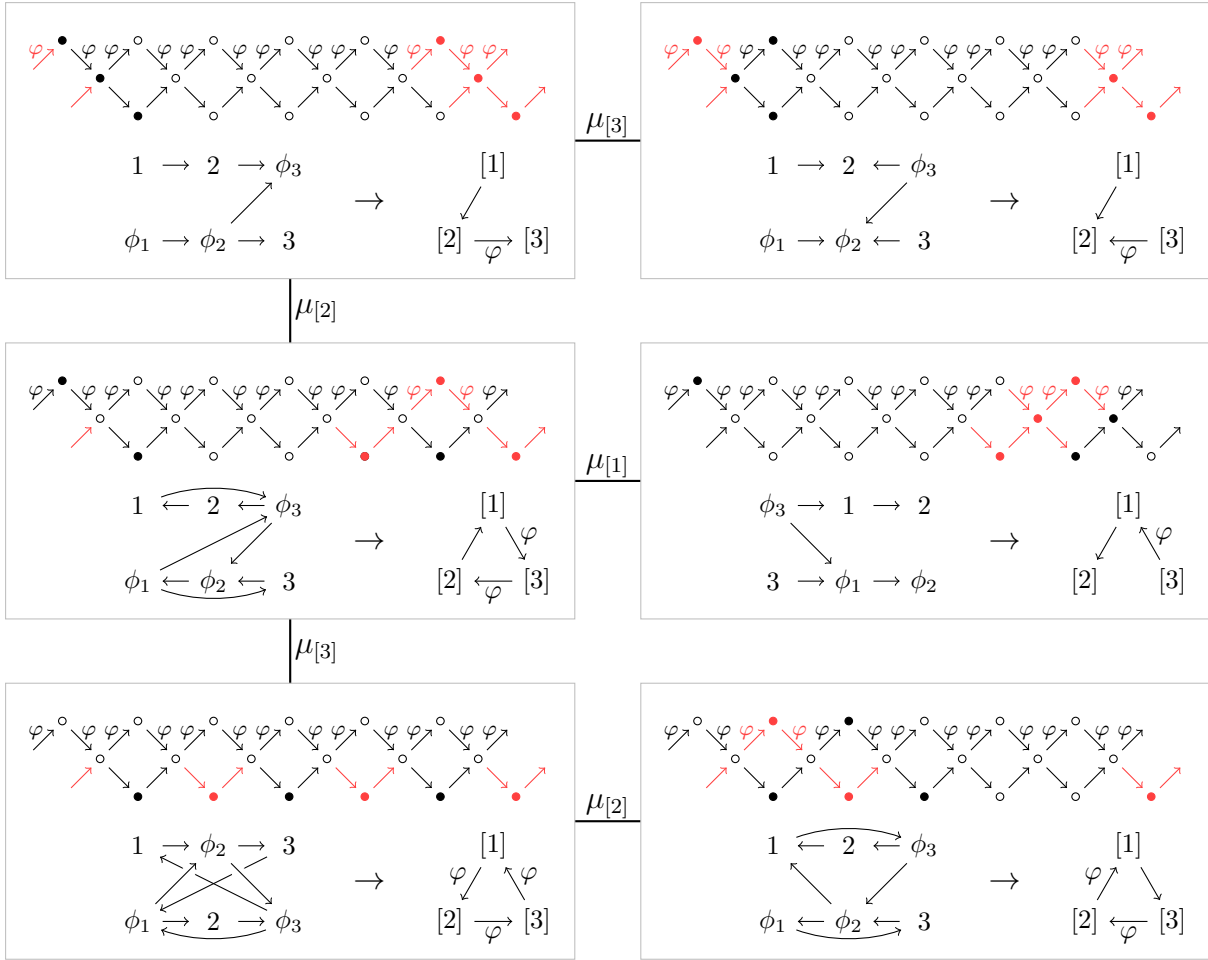 φ φ φ φ φ φ φ φ φ φ φ φ φ
1 2 ϕ₃ [1]
ϕ₁ ϕ₂ 3 [2] [3]
φ
μ[3]
φ φ φ φ φ φ φ φ φ φ φ φ φ
1 2 ϕ₃ [1]
ϕ₁ ϕ₂ 3 [2] [3]
φ
μ[2]
φ φ φ φ φ φ φ φ φ φ φ φ φ
1 2 ϕ₃ [1]
φ
ϕ₁ ϕ₂ 3 [2] [3]
φ
μ[1]
φ φ φ φ φ φ φ φ φ φ φ φ φ
ϕ₃ 1 2 [1]
φ
3 ϕ₁ ϕ₂ [2] [3]
μ[3]
φ φ φ φ φ φ φ φ φ φ φ φ φ
1 ϕ₂ 3 [1]
φ φ
ϕ₁ 2 ϕ₃ [2] [3]
φ
μ[2]
φ φ φ φ φ φ φ φ φ φ φ φ φ
1 2 ϕ₃ [1]
φ
ϕ₁ ϕ₂ 3 [2] [3]
φ